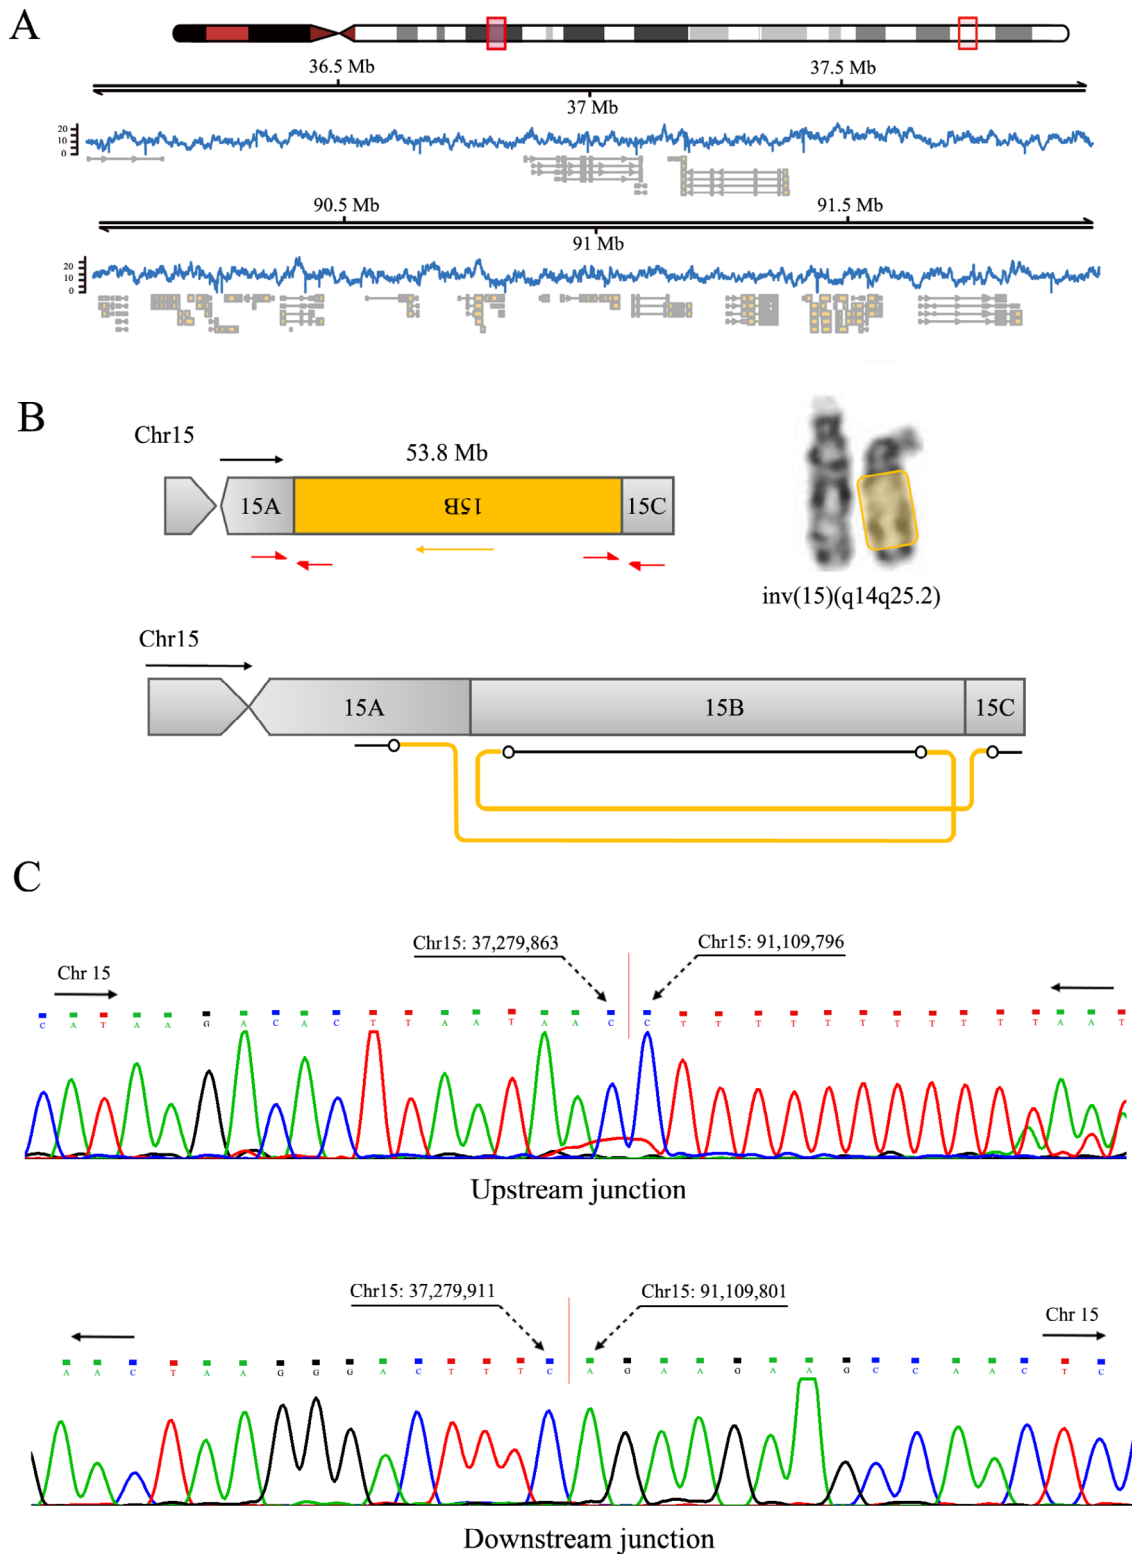 A
36.5 Mb
37.5 Mb
37 Mb
20
10
0
90.5 Mb
91.5 Mb
91 Mb
20
10
0
B
Chr15
53.8 Mb
15A
15B
15C
inv(15)(q14q25.2)
Chr15
15A
15B
15C
C
Chr15: 37,279,863
Chr15: 91,109,796
Chr 15
C A T A A G A C A C T T A A T A A C C T T T T T T T T T T T A A T
Upstream junction
Chr15: 37,279,911
Chr15: 91,109,801
Chr 15
A A C T A A G G G A C T T T C A G A A G A A G C C A A C T C
Downstream junction